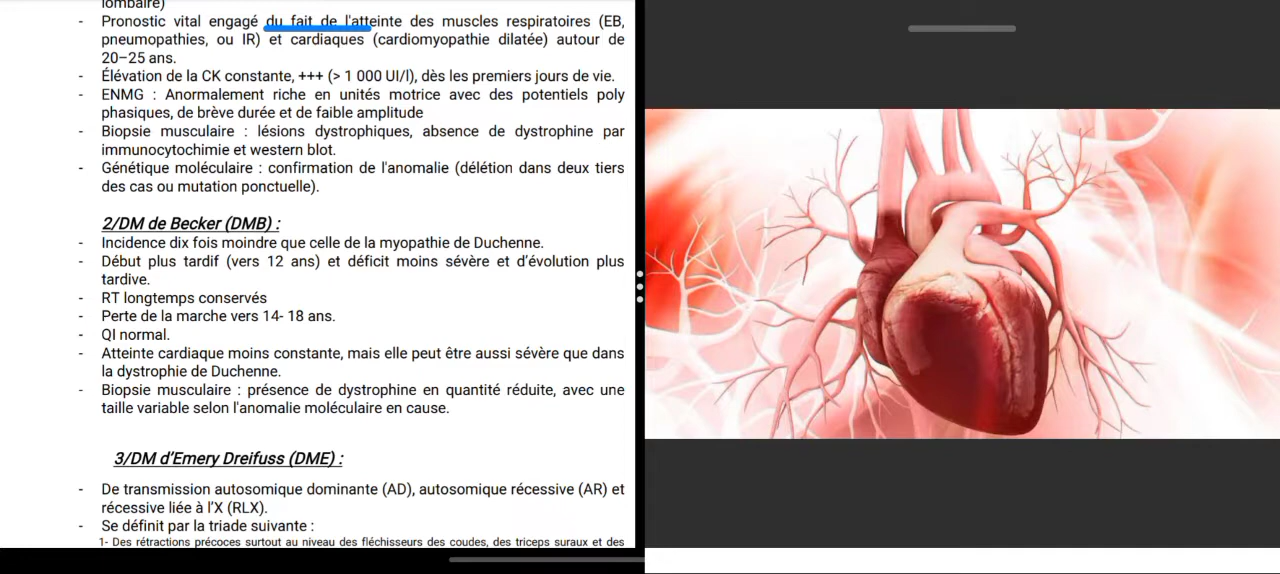 lombaire)
- Pronostic vital engagé du fait de l'atteinte des muscles respiratoires (EB,
pneumopathies, ou IR) et cardiaques (cardiomyopathie dilatée) autour de
20–25 ans.
- Élévation de la CK constante, +++ (> 1 000 UI/l), dès les premiers jours de vie.
- ENMG : Anormalement riche en unités motrice avec des potentiels poly
phasiques, de brève durée et de faible amplitude
- Biopsie musculaire : lésions dystrophiques, absence de dystrophine par
immunocytochimie et western blot.
- Génétique moléculaire : confirmation de l'anomalie (délétion dans deux tiers
des cas ou mutation ponctuelle).
2/DM de Becker (DMB) :
- Incidence dix fois moindre que celle de la myopathie de Duchenne.
- Début plus tardif (vers 12 ans) et déficit moins sévère et d'évolution plus
tardive.
- RT longtemps conservés
- Perte de la marche vers 14- 18 ans.
- QI normal.
- Atteinte cardiaque moins constante, mais elle peut être aussi sévère que dans
la dystrophie de Duchenne.
- Biopsie musculaire : présence de dystrophine en quantité réduite, avec une
taille variable selon l'anomalie moléculaire en cause.
3/DM d'Emery Dreifuss (DME) :
- De transmission autosomique dominante (AD), autosomique récessive (AR) et
récessive liée à l'X (RLX).
- Se définit par la triade suivante :
1- Des rétractions précoces surtout au niveau des fléchisseurs des coudes, des triceps suraux et des